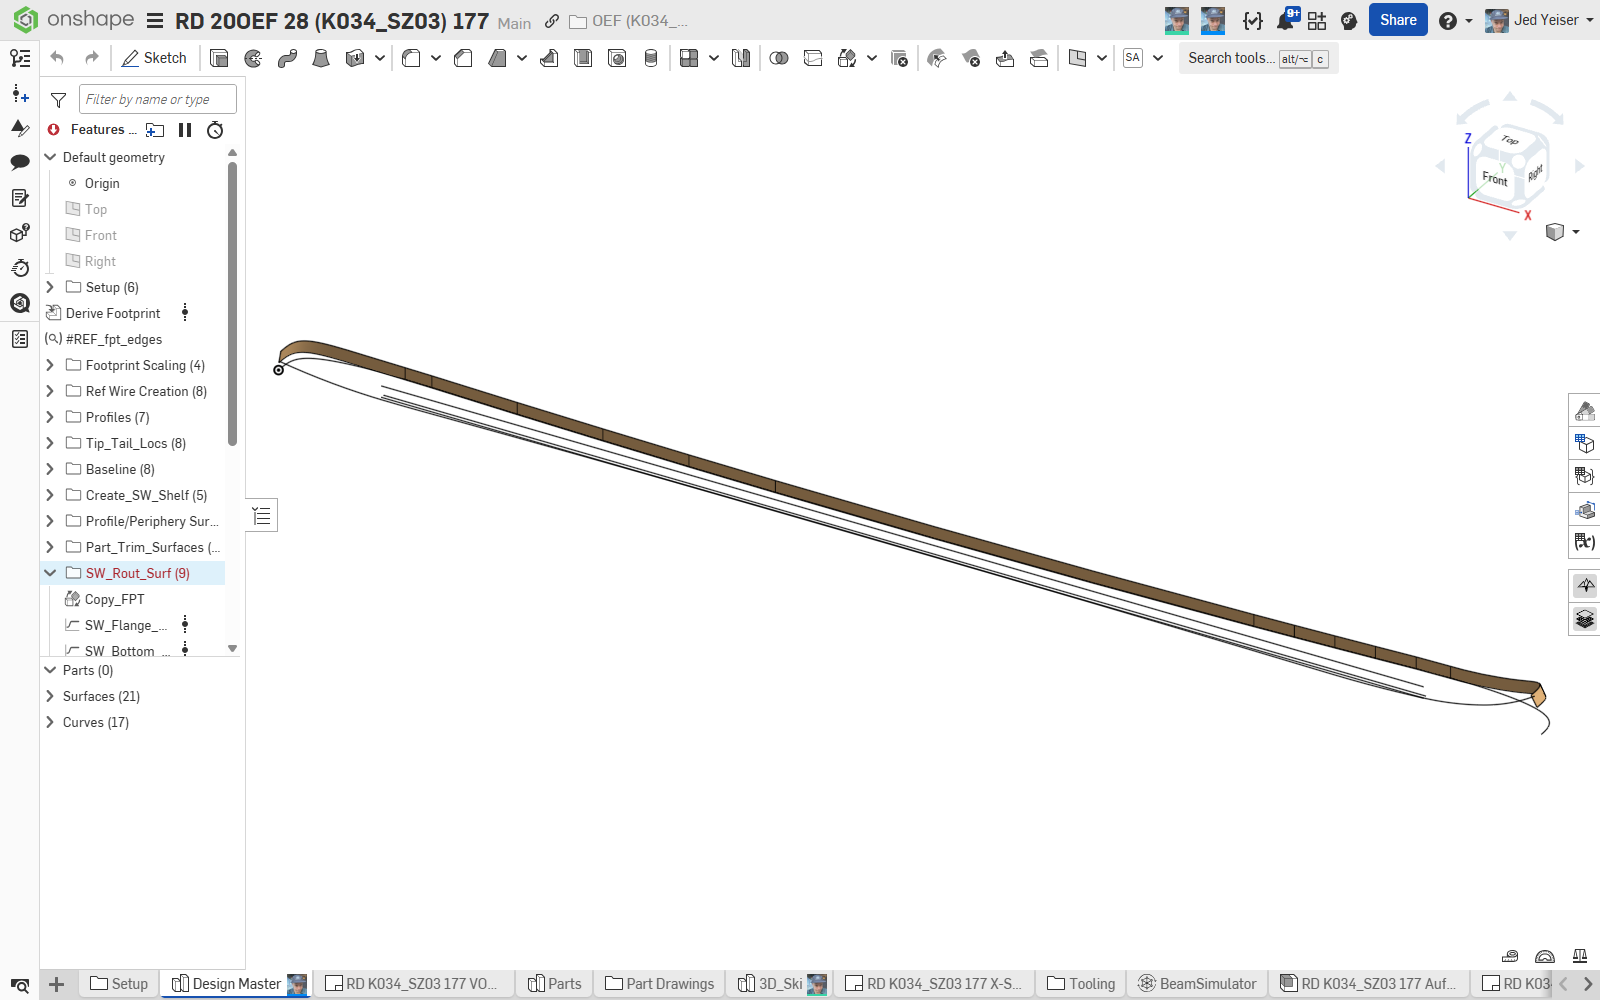 onshape
RD 20OEF 28 (K034_SZ03) 177
Main
OEF (K034_...
9+
Share
Jed Yeiser
Sketch
SA
Search tools...
alt/⌥
c
Filter by name or type
Features ...
Default geometry
Origin
Top
Front
Right
Setup (6)
Derive Footprint
#REF_fpt_edges
Footprint Scaling (4)
Ref Wire Creation (8)
Profiles (7)
Tip_Tail_Locs (8)
Baseline (8)
Create_SW_Shelf (5)
Profile/Periphery Sur...
Part_Trim_Surfaces (...
SW_Rout_Surf (9)
Copy_FPT
SW_Flange_...
SW_Bottom_...
Parts (0)
Surfaces (21)
Curves (17)
Z
Top
Y
Front
Right
X
Setup
Design Master
RD K034_SZ03 177 VO...
Parts
Part Drawings
3D_Ski
RD K034_SZ03 177 X-S...
Tooling
BeamSimulator
RD K034_SZ03 177 Auf...
RD K03